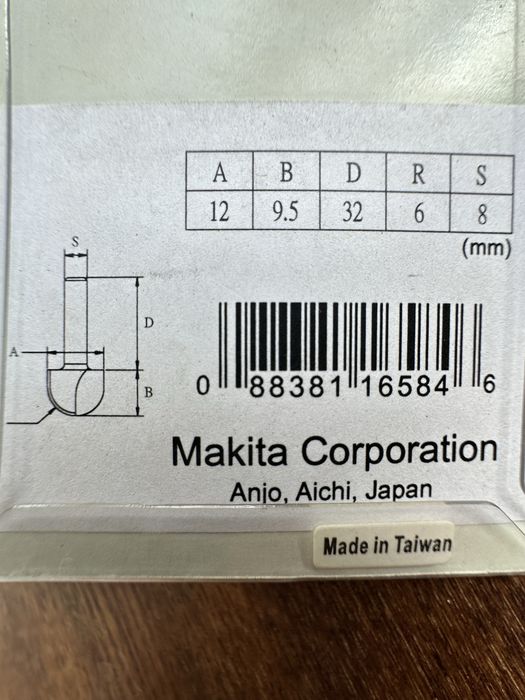 A B D R S
12 9.5 32 6 8
(mm)
S
D
A
B
0 88381 16584 6
Makita Corporation
Anjo, Aichi, Japan
Made in Taiwan